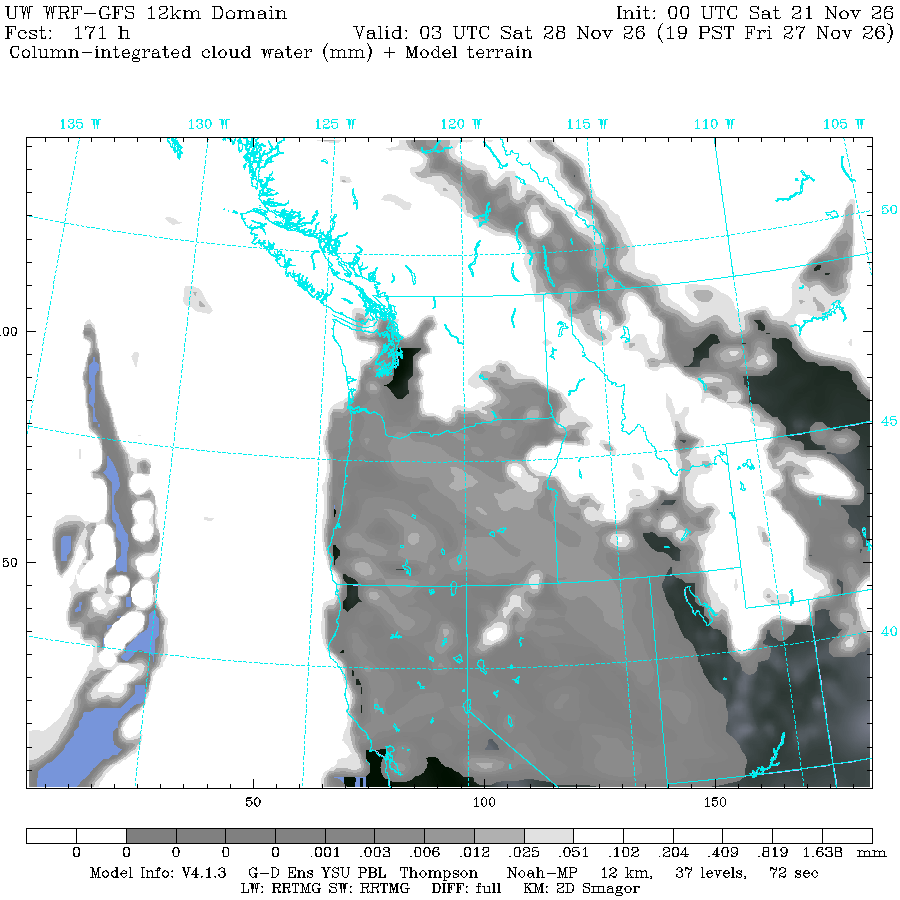 UW WRF-GFS 12km Domain Init: 00 UTC Sat 21 Nov 26
Fcst: 171 h Valid: 03 UTC Sat 28 Nov 26 (19 PST Fri 27 Nov 26)
Column-integrated cloud water (mm) + Model terrain
135 W 130 W 125 W 120 W 115 W 110 W 105 W
50
100
45
50
40
50 100 150
0 0 0 0 .001 .003 .006 .012 .025 .051 .102 .204 .409 .819 1.638 mm
Model Info: V4.1.3 G-D Ens YSU PBL Thompson Noah-MP 12 km, 37 levels, 72 sec
LW: RRTMG SW: RRTMG DIFF: full KM: 2D Smagor